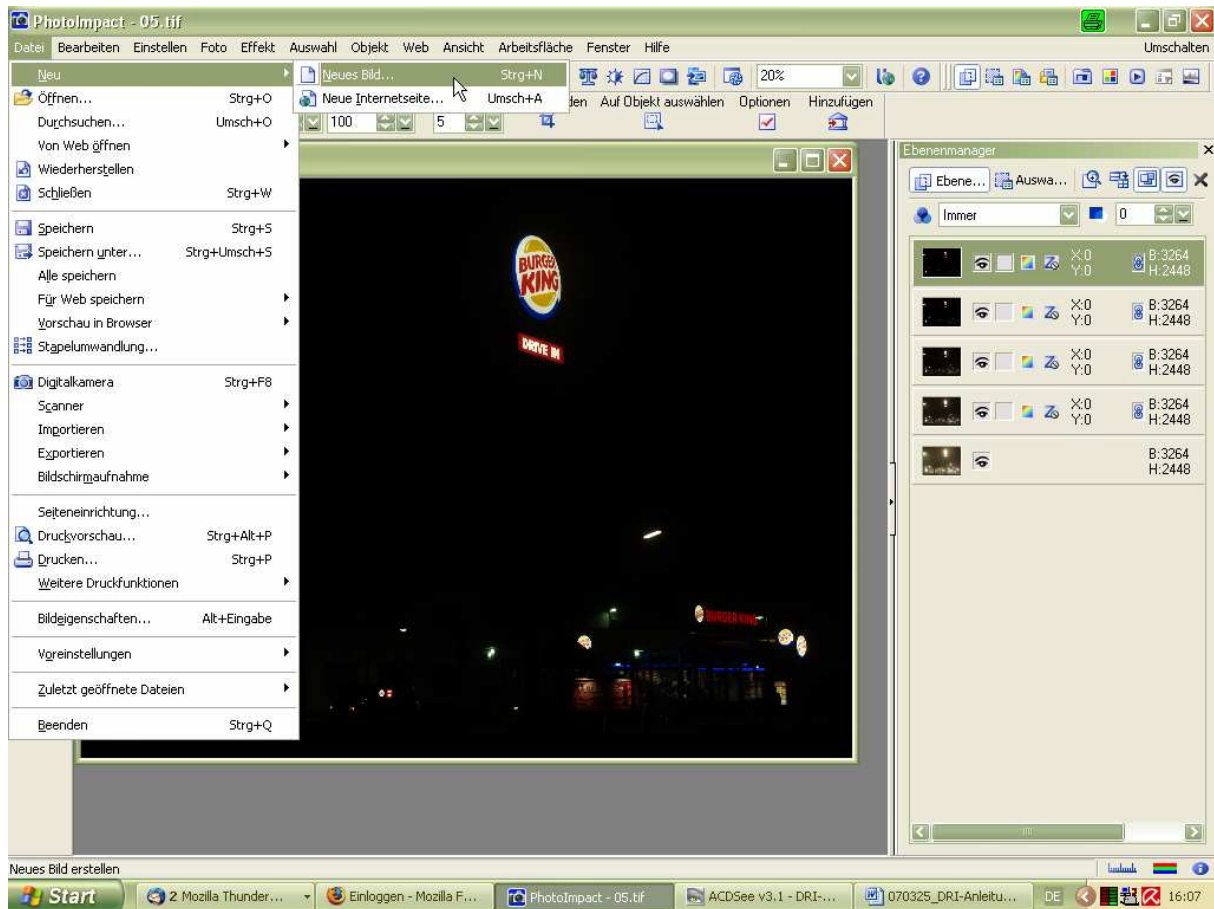 PhotoImpact - 05.tif
Datei Bearbeiten Einstellen Foto Effekt Auswahl Objekt Web Ansicht Arbeitsfläche Fenster Hilfe Umschalten
Neu
Neues Bild... Strg+N
20%
Öffnen... Strg+O
Neue Internetseite... Umsch+A
Auf Objekt auswählen Optionen Hinzufügen
Durchsuchen... Umsch+O
100 5
Von Web öffnen
Wiederherstellen
Schließen Strg+W
Speichern Strg+S
Speichern unter... Strg+Umsch+S
Alle speichern
Für Web speichern
Vorschau in Browser
Stapelumwandlung...
Digitalkamera Strg+F8
Scanner
Importieren
Exportieren
Bildschirmaufnahme
Seiteneinrichtung...
Druckvorschau... Strg+Alt+P
Drucken... Strg+P
Weitere Druckfunktionen
Bildeigenschaften... Alt+Eingabe
Voreinstellungen
Zuletzt geöffnete Dateien
Beenden Strg+Q
BURGER
KING
DRIVE IN
BURGER KING
Ebenenmanager
Ebene... Auswa...
Immer 0
X:0 B:3264
Y:0 H:2448
X:0 B:3264
Y:0 H:2448
X:0 B:3264
Y:0 H:2448
X:0 B:3264
Y:0 H:2448
B:3264
H:2448
Neues Bild erstellen
Start 2 Mozilla Thunder... Einloggen - Mozilla F... PhotoImpact - 05.tif ACDSee v3.1 - DRI-... 070325_DRI-Anleitu... DE 16:07